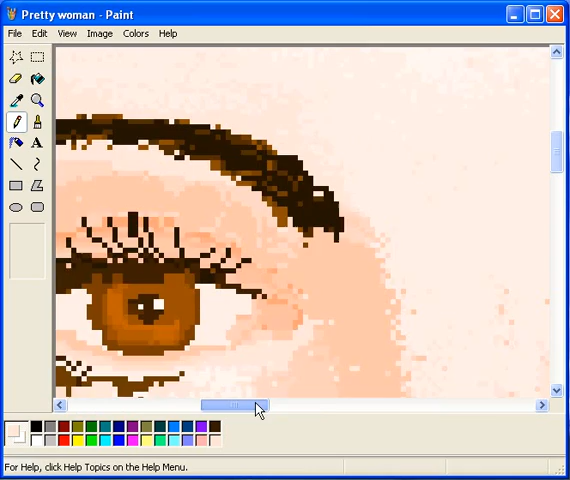 Pretty woman - Paint
File Edit View Image Colors Help
A
For Help, click Help Topics on the Help Menu.